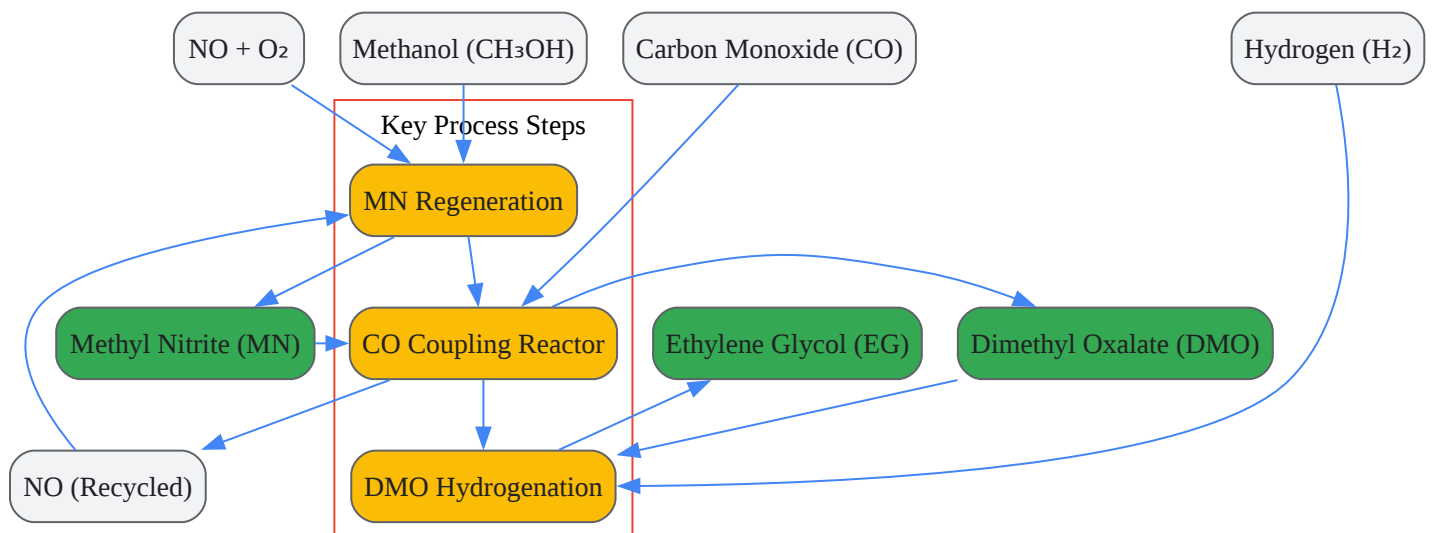 NO + O₂
Methanol (CH₃OH)
Carbon Monoxide (CO)
Hydrogen (H₂)
Key Process Steps
MN Regeneration
Methyl Nitrite (MN)
CO Coupling Reactor
Ethylene Glycol (EG)
Dimethyl Oxalate (DMO)
NO (Recycled)
DMO Hydrogenation